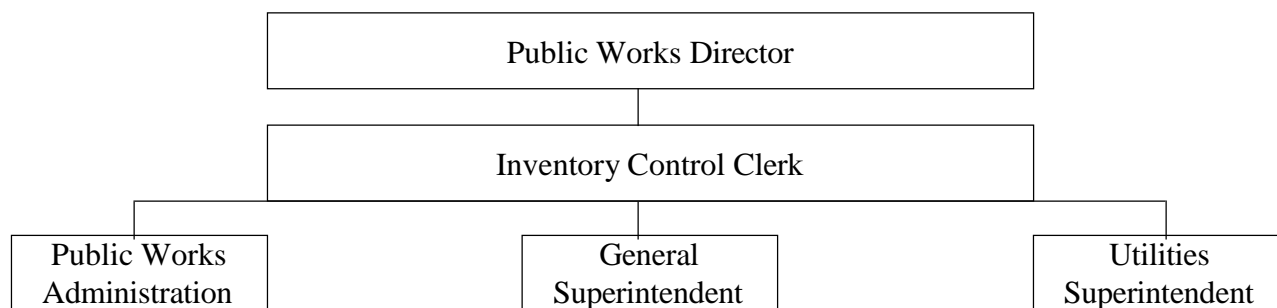 Public Works Director
Inventory Control Clerk
Public Works
Administration
General
Superintendent
Utilities
Superintendent